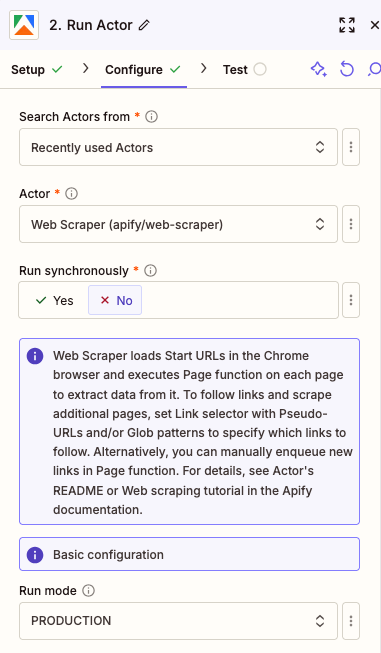 2. Run Actor
Setup
Configure
Test
Search Actors from *
Recently used Actors
Actor *
Web Scraper (apify/web-scraper)
Run synchronously *
Yes
No
Web Scraper loads Start URLs in the Chrome
browser and executes Page function on each page
to extract data from it. To follow links and scrape
additional pages, set Link selector with Pseudo-
URLs and/or Glob patterns to specify which links to
follow. Alternatively, you can manually enqueue new
links in Page function. For details, see Actor's
README or Web scraping tutorial in the Apify
documentation.
Basic configuration
Run mode
PRODUCTION